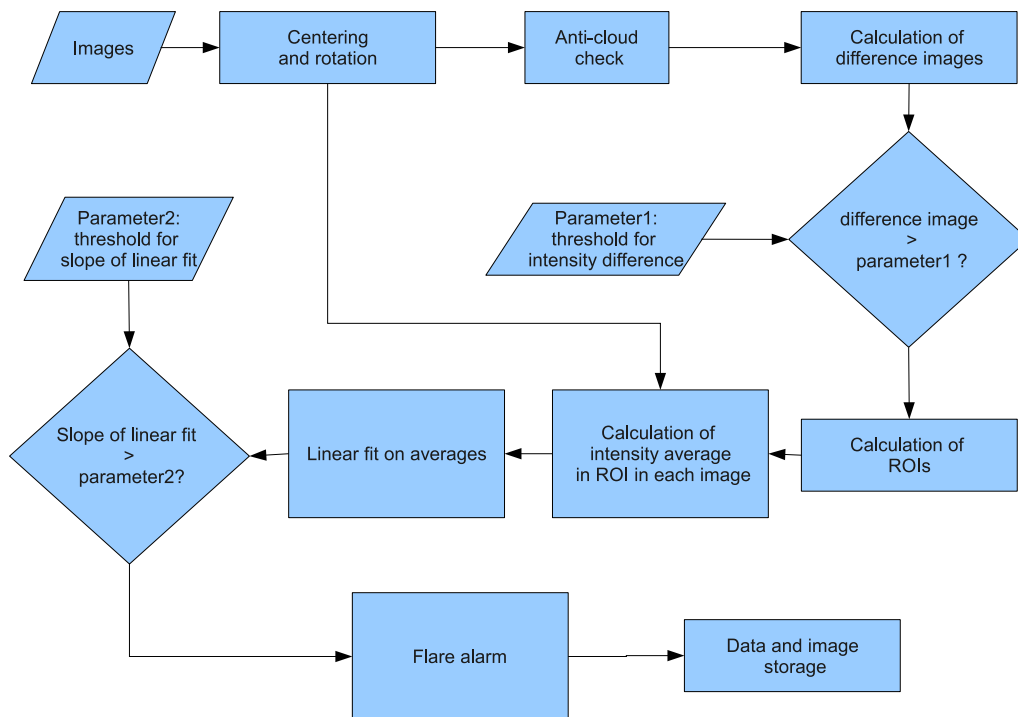 Images
Centering
and rotation
Anti-cloud
check
Calculation of
difference images
Parameter2:
threshold for
slope of linear fit
Parameter1:
threshold for
intensity difference
difference image
>
parameter1 ?
Slope of linear fit
>
parameter2?
Linear fit on averages
Calculation of
intensity average
in ROI in each image
Calculation of
ROIs
Flare alarm
Data and image
storage